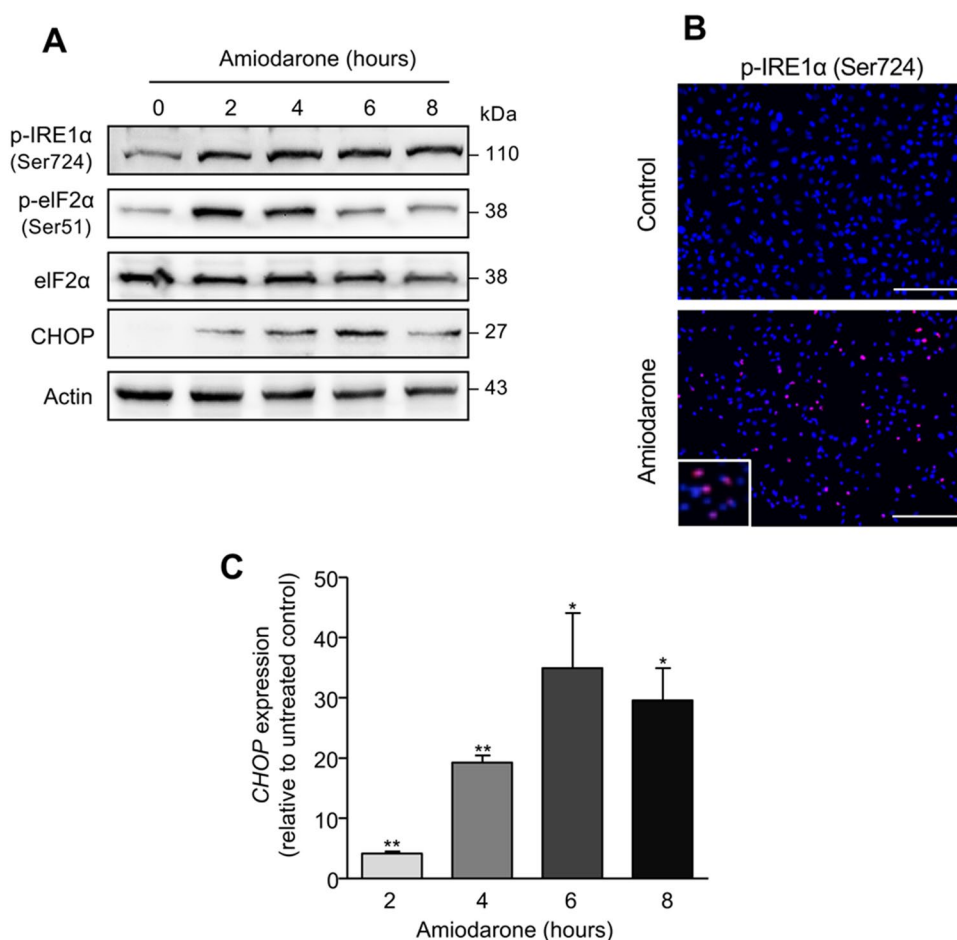 A
Amiodarone (hours)
0 2 4 6 8 kDa
p-IRE1α
(Ser724)
110
p-eIF2α
(Ser51)
38
eIF2α
38
CHOP
27
Actin
43
B
p-IRE1α (Ser724)
Control
Amiodarone
C
CHOP expression
(relative to untreated control)
50
40
30
20
10
0
**
**
*
*
2 4 6 8
Amiodarone (hours)